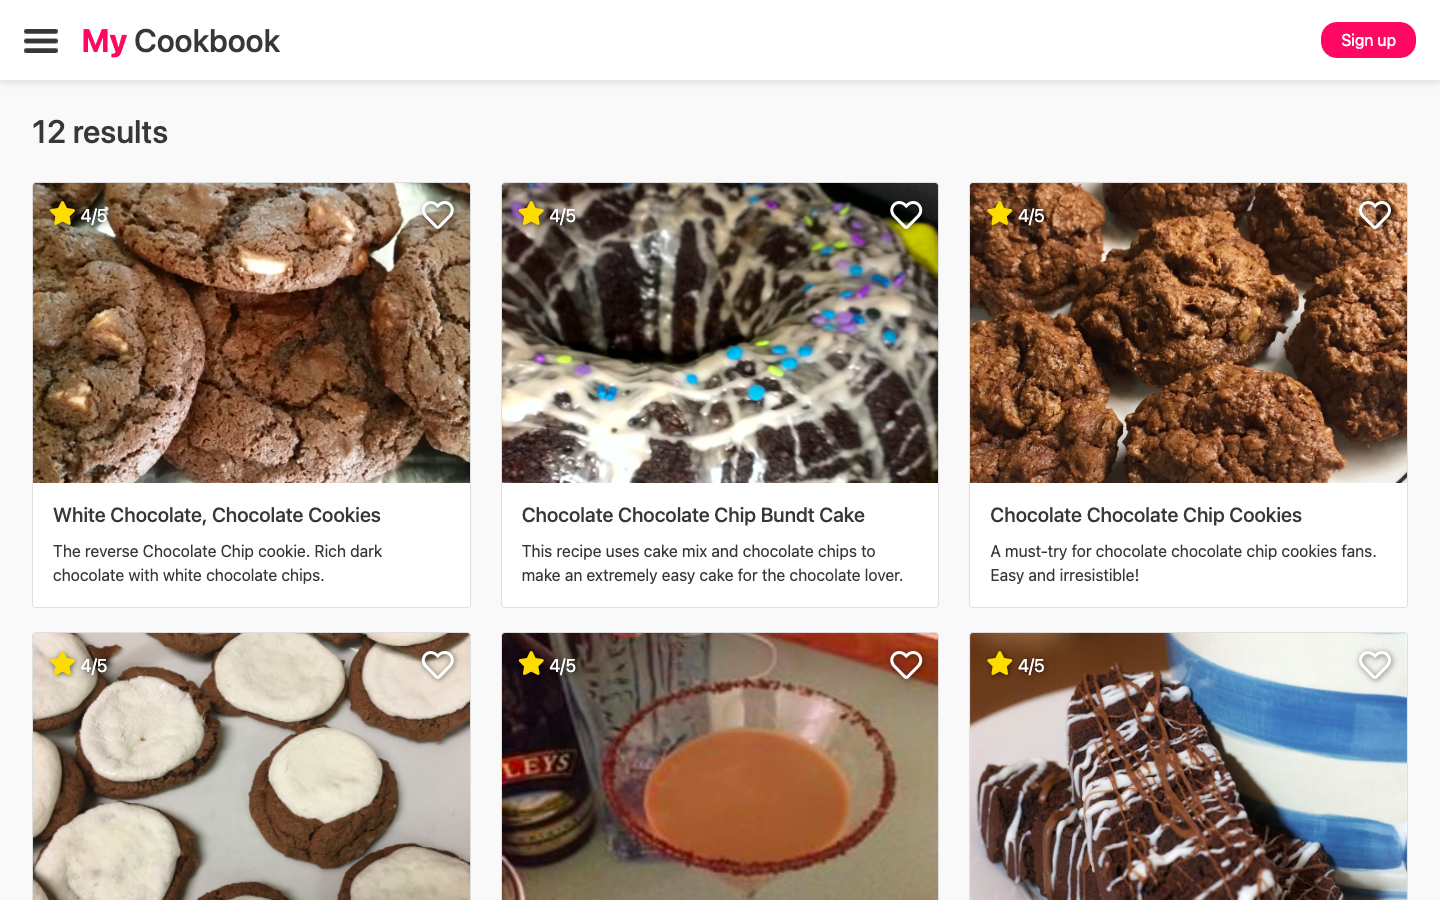 My Cookbook
Sign up
12 results
4/5
4/5
4/5
White Chocolate, Chocolate Cookies
The reverse Chocolate Chip cookie. Rich dark
chocolate with white chocolate chips.
Chocolate Chocolate Chip Bundt Cake
This recipe uses cake mix and chocolate chips to
make an extremely easy cake for the chocolate lover.
Chocolate Chocolate Chip Cookies
A must-try for chocolate chocolate chip cookies fans.
Easy and irresistible!
4/5
4/5
4/5
LEYS